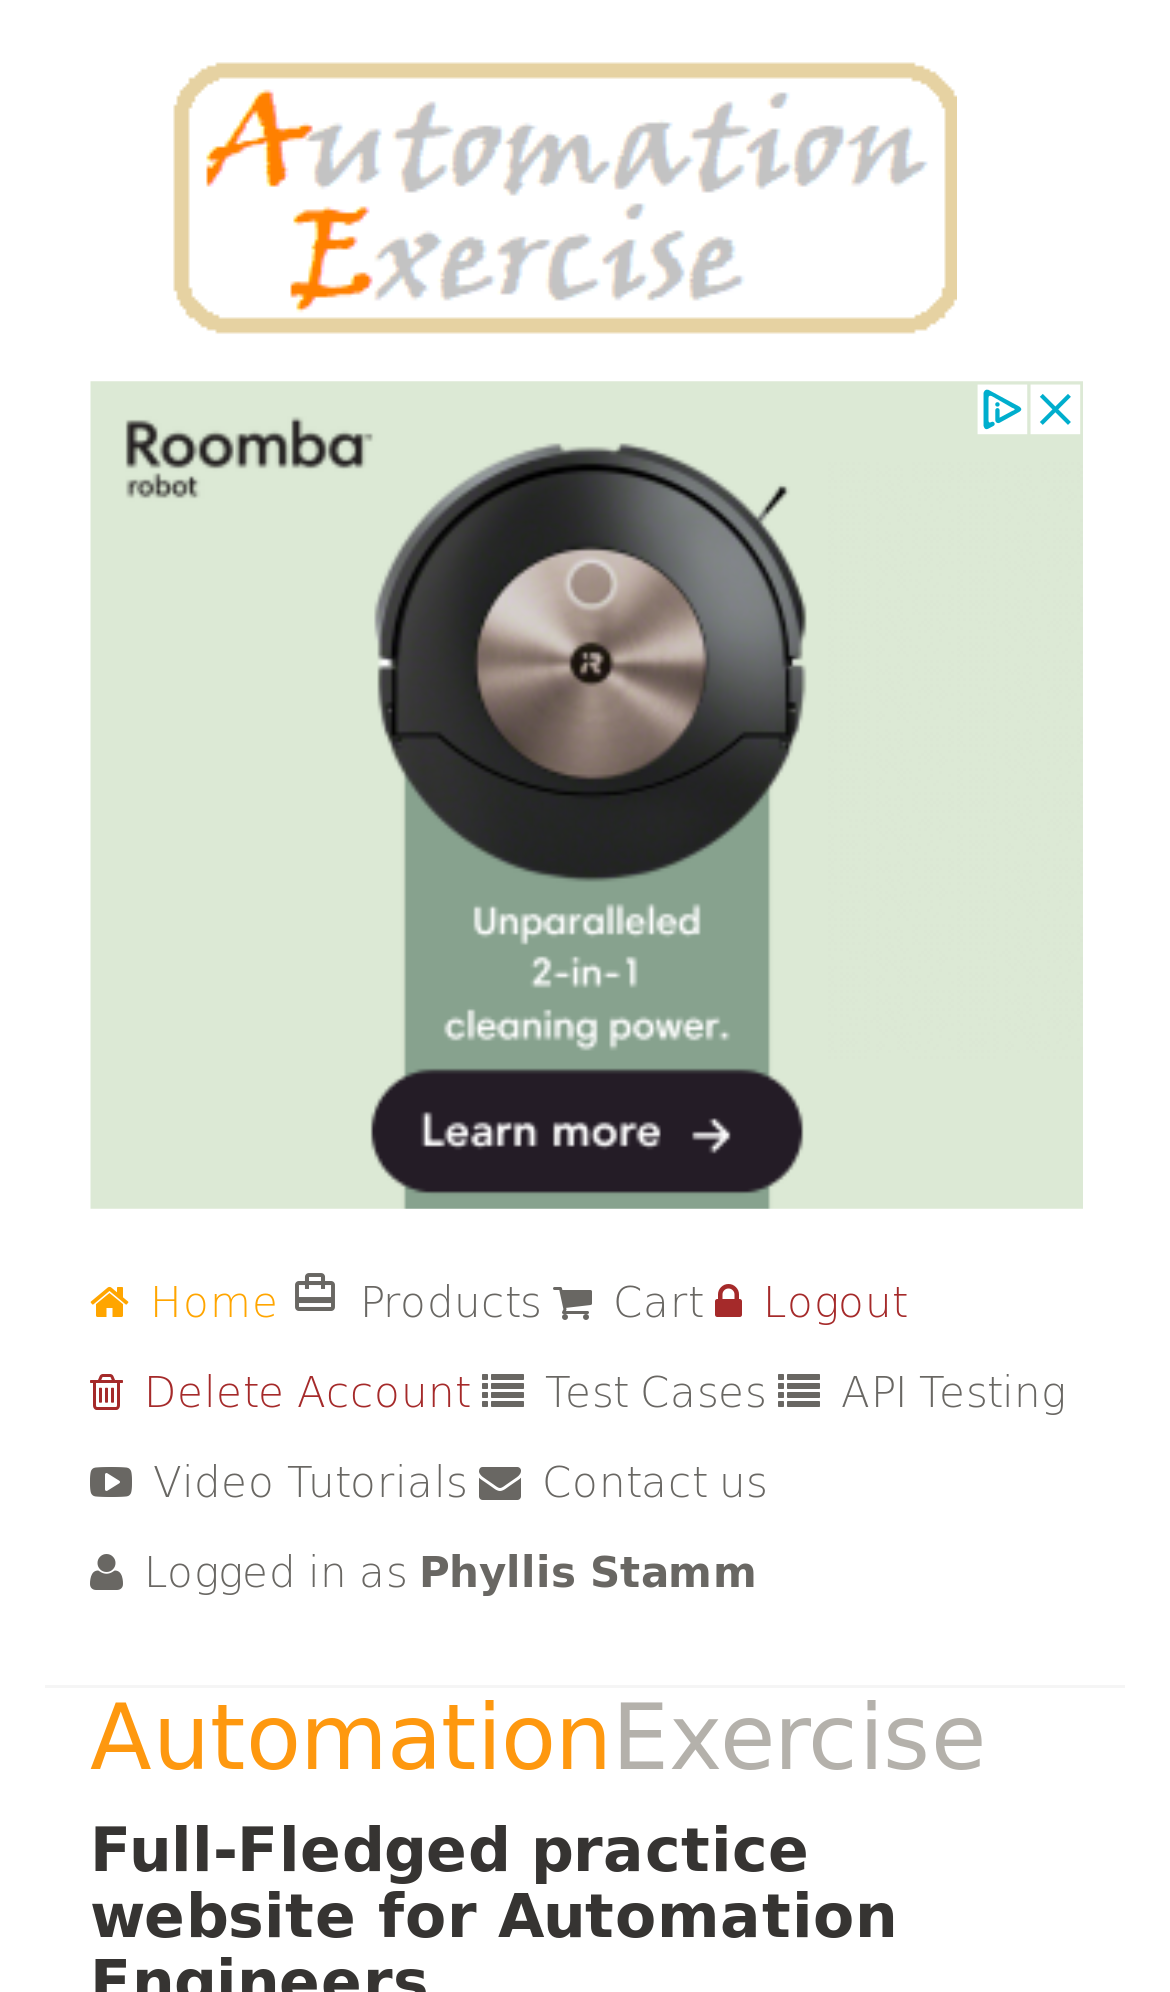 Automation
Exercise
Roomba™
robot
Unparalleled
2-in-1
cleaning power.
Learn more →
Home Products Cart Logout
Delete Account Test Cases API Testing
Video Tutorials Contact us
Logged in as Phyllis Stamm
AutomationExercise
Full-Fledged practice
website for Automation
Engineers